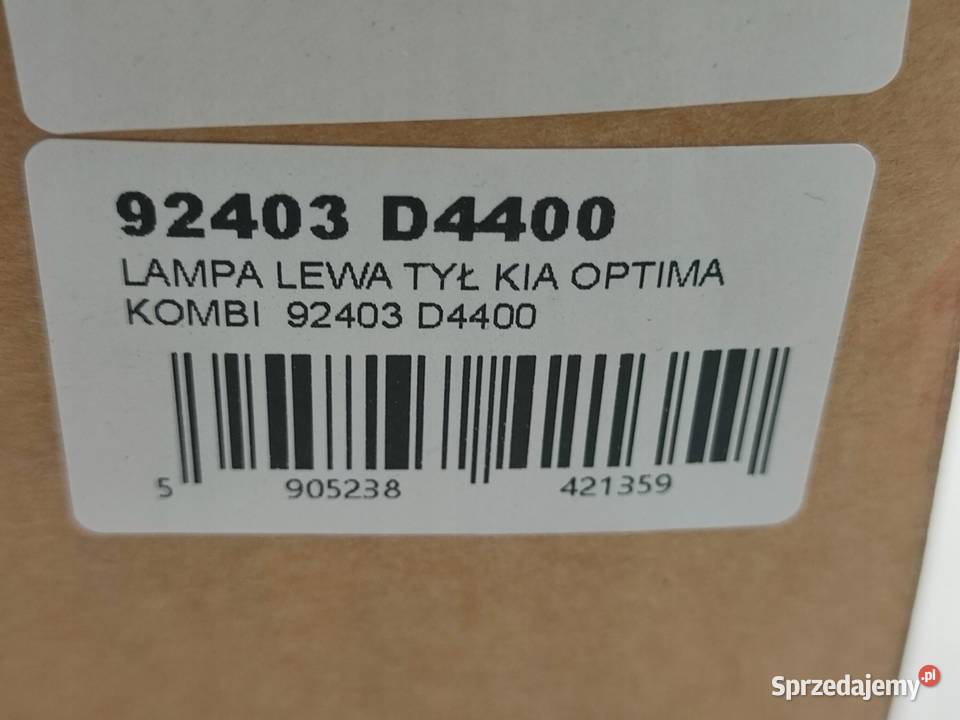 92403 D4400
LAMPA LEWA TYŁ KIA OPTIMA
KOMBI 92403 D4400
5 905238 421359
Sprzedajemy.pl